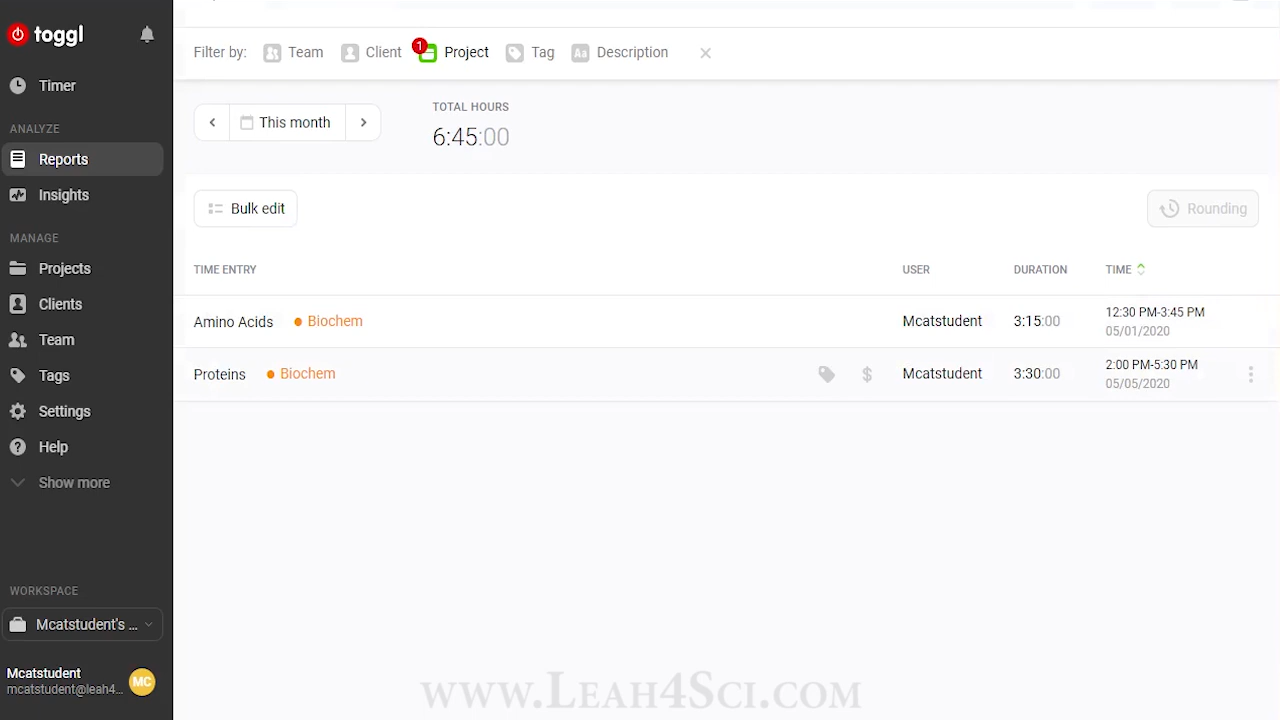 toggl
Timer
ANALYZE
Reports
Insights
MANAGE
Projects
Clients
Team
Tags
Settings
Help
Show more
WORKSPACE
Mcatstudent's ...
Mcatstudent
mcatstudent@leah4...
MC
Filter by: Team Client 1 Project Tag Aa Description
This month
TOTAL HOURS
6:45:00
Bulk edit
Rounding
TIME ENTRY USER DURATION TIME
Amino Acids Biochem Mcatstudent 3:15:00 12:30 PM-3:45 PM
05/01/2020
Proteins Biochem $ Mcatstudent 3:30:00 2:00 PM-5:30 PM
05/05/2020
www.Leah4Sci.com